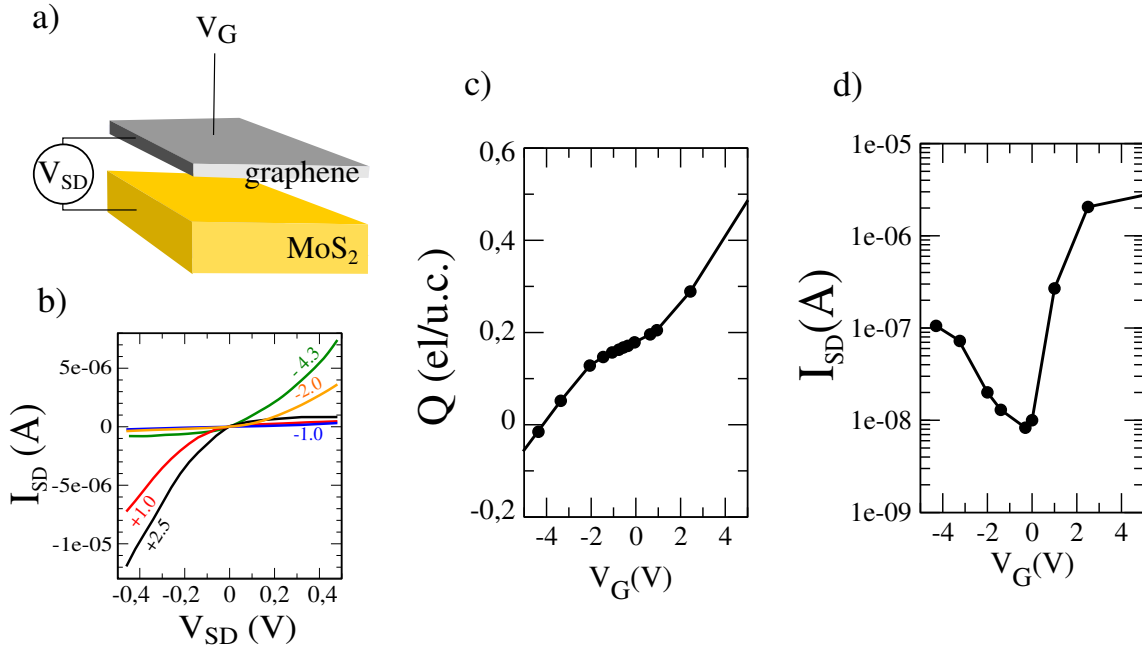 a)
V_G
V_SD
graphene
MoS₂
b)
I_SD (A)
5e-06
0
-5e-06
-1e-05
- 4.3
-2.0
-1.0
+1.0
+2.5
-0,4 -0,2 0 0,2 0,4
V_SD (V)
c)
Q (el/u.c.)
0,6
0,4
0,2
0
-0,2
-4 -2 0 2 4
V_G(V)
d)
I_SD(A)
1e-05
1e-06
1e-07
1e-08
1e-09
-4 -2 0 2 4
V_G(V)